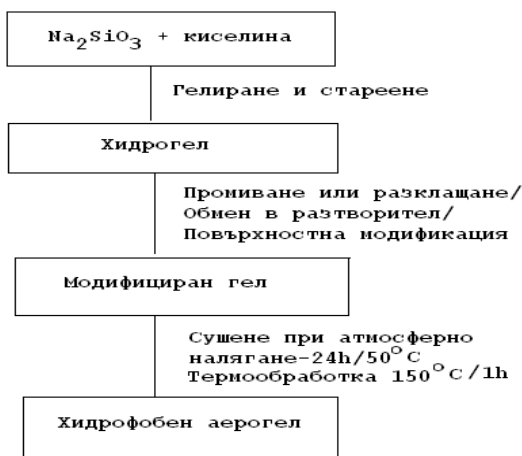 Na₂SiO₃ + киселина
Гелиране и стареене
Хидрогел
Промиване или разклащане/
Обмен в разтворител/
Повърхностна модификация
Модифициран гел
Сушене при атмосферно
налягане-24h/50°C
Термообработка 150°C/1h
Хидрофобен аерогел